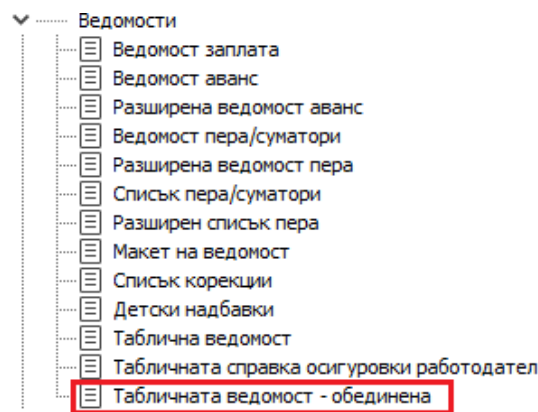 Ведомости
Ведомост заплата
Ведомост аванс
Разширена ведомост аванс
Ведомост пера/суматори
Разширена ведомост пера
Списък пера/суматори
Разширен списък пера
Макет на ведомост
Списък корекции
Детски надбавки
Таблична ведомост
Табличната справка осигуровки работодател
Табличната ведомост - обединена